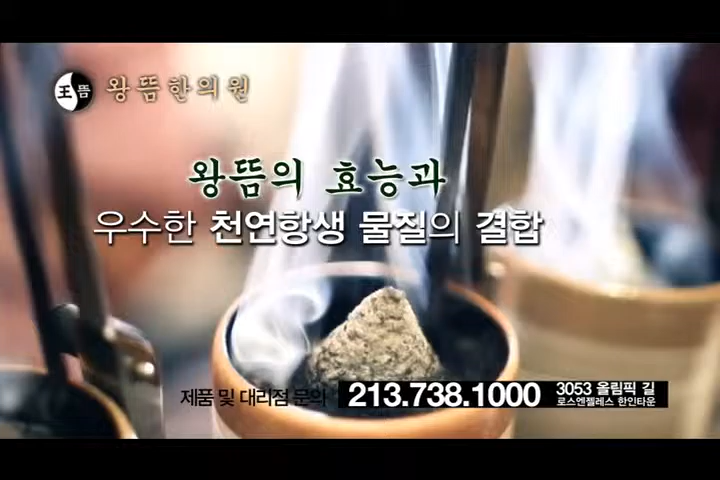 王뜸 왕뜸한의원
왕뜸의 효능과
우수한 천연항생 물질의 결합
제품 및 대리점 문의 213.738.1000 3053 올림픽 길
로스엔젤레스 한인타운